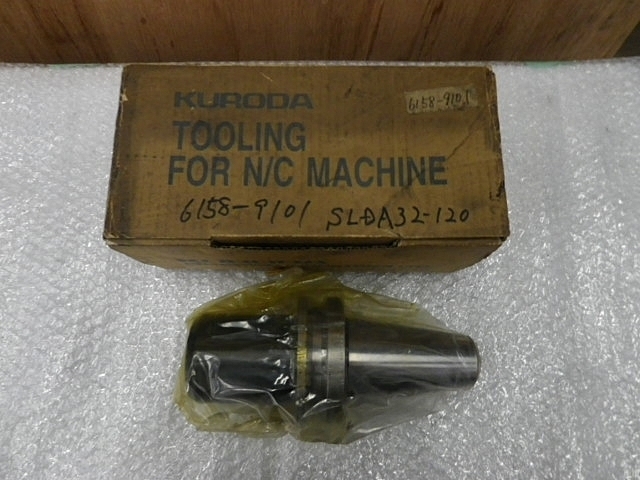 KURODA
6158-9101
TOOLING
FOR N/C MACHINE
6158-9101 SLDA32-120